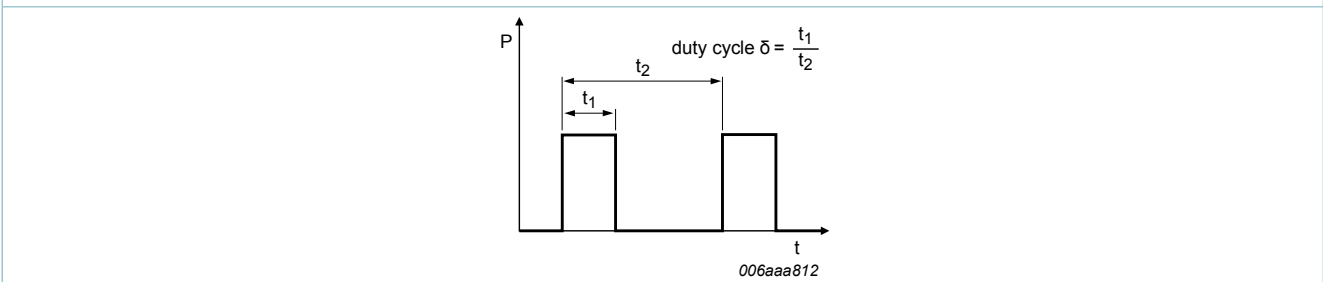 P
duty cycle δ = t1/t2
t2
t1
t
006aaa812